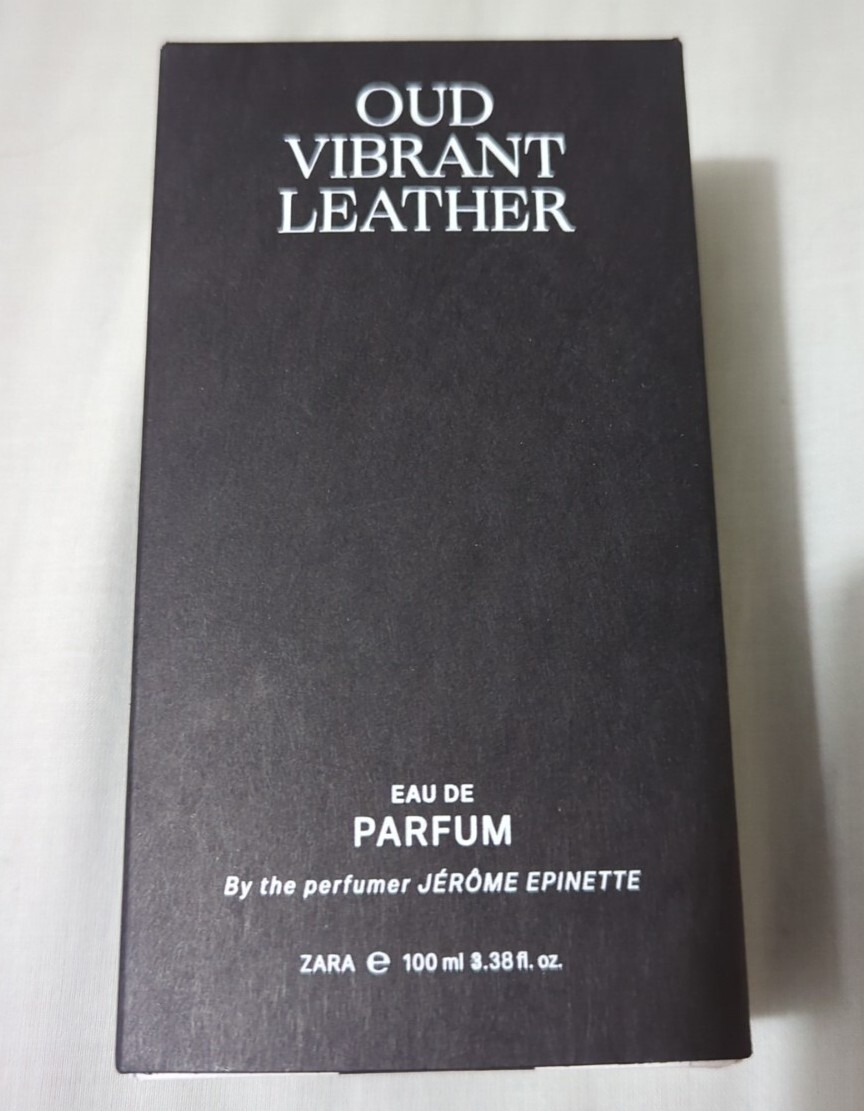 OUD
VIBRANT
LEATHER
EAU DE
PARFUM
By the perfumer JÉRÔME EPINETTE
ZARA ℮ 100 ml 3.38 fl. oz.